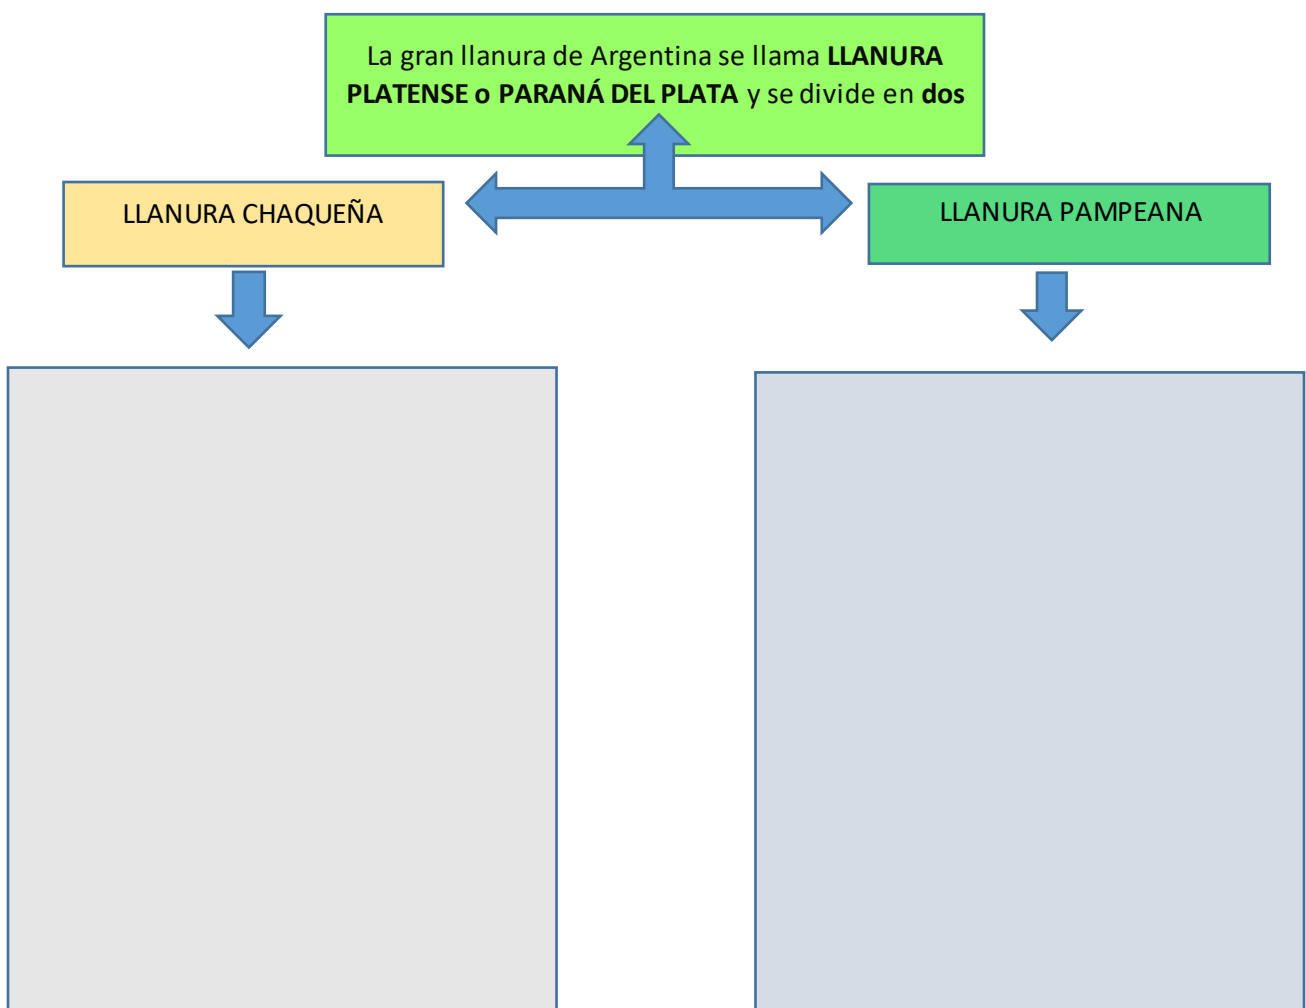 La gran llanura de Argentina se llama LLANURA
PLATENSE o PARANÁ DEL PLATA y se divide en dos
LLANURA CHAQUEÑA
LLANURA PAMPEANA